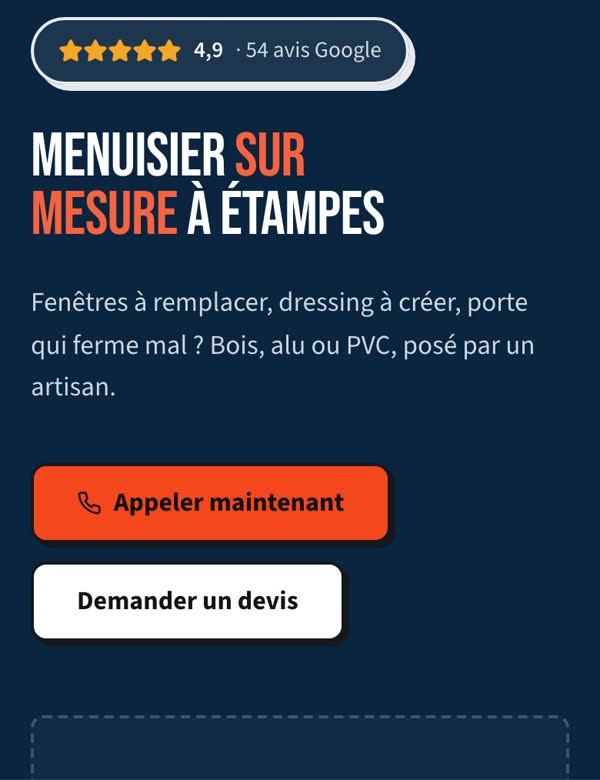 4,9 · 54 avis Google
MENUISIER SUR
MESURE À ÉTAMPES
Fenêtres à remplacer, dressing à créer, porte
qui ferme mal ? Bois, alu ou PVC, posé par un
artisan.
Appeler maintenant
Demander un devis